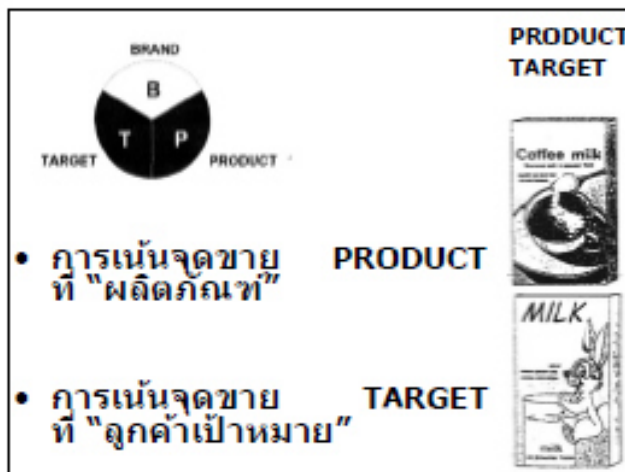 BRAND
B
T
P
TARGET
PRODUCT
PRODUCT
TARGET
Coffee milk
• การเน้นจุดขาย PRODUCT
ที่ “ผลิตภัณฑ์”
MILK
milk
• การเน้นจุดขาย TARGET
ที่ “ลูกค้าเป้าหมาย”